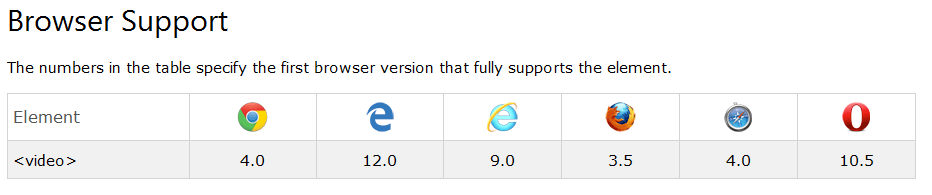 Browser Support
The numbers in the table specify the first browser version that fully supports the element.
Element
<video> 4.0 12.0 9.0 3.5 4.0 10.5